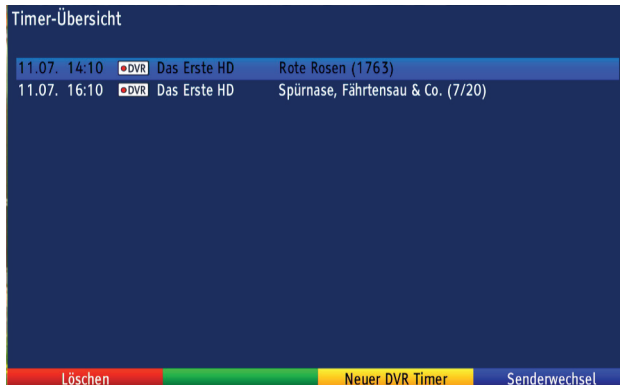 Timer-Übersicht
11.07. 14:10 DVR Das Erste HD Rote Rosen (1763)
11.07. 16:10 DVR Das Erste HD Spürnase, Fährtensau & Co. (7/20)
Löschen Neuer DVR Timer Senderwechsel